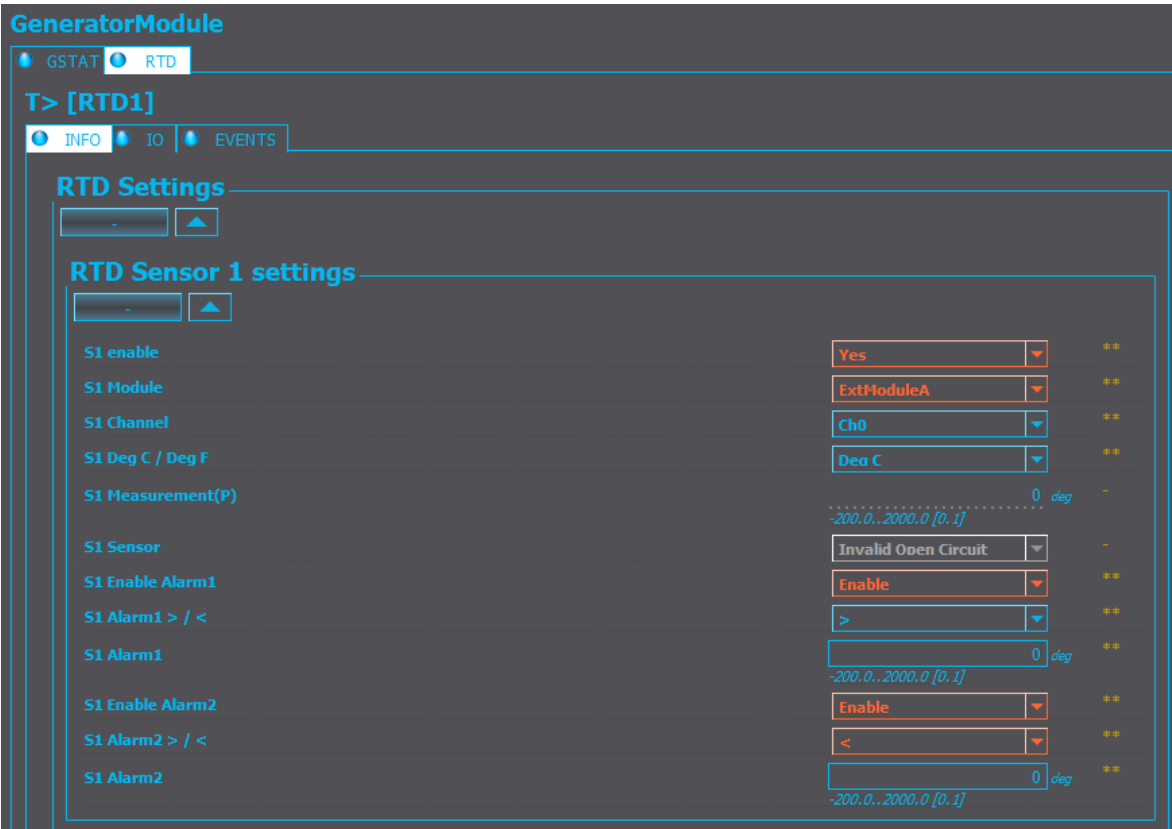 GeneratorModule
GSTAT RTD
T> [RTD1]
INFO IO EVENTS
RTD Settings
-
RTD Sensor 1 settings
-
S1 enable Yes **
S1 Module ExtModuleA **
S1 Channel Ch0 **
S1 Deg C / Deg F Deg C **
S1 Measurement(P) 0 deg -
-200.0..2000.0 [0.1]
S1 Sensor Invalid Open Circuit -
S1 Enable Alarm1 Enable **
S1 Alarm1 > / < > **
S1 Alarm1 0 deg **
-200.0..2000.0 [0.1]
S1 Enable Alarm2 Enable **
S1 Alarm2 > / < < **
S1 Alarm2 0 deg **
-200.0..2000.0 [0.1]